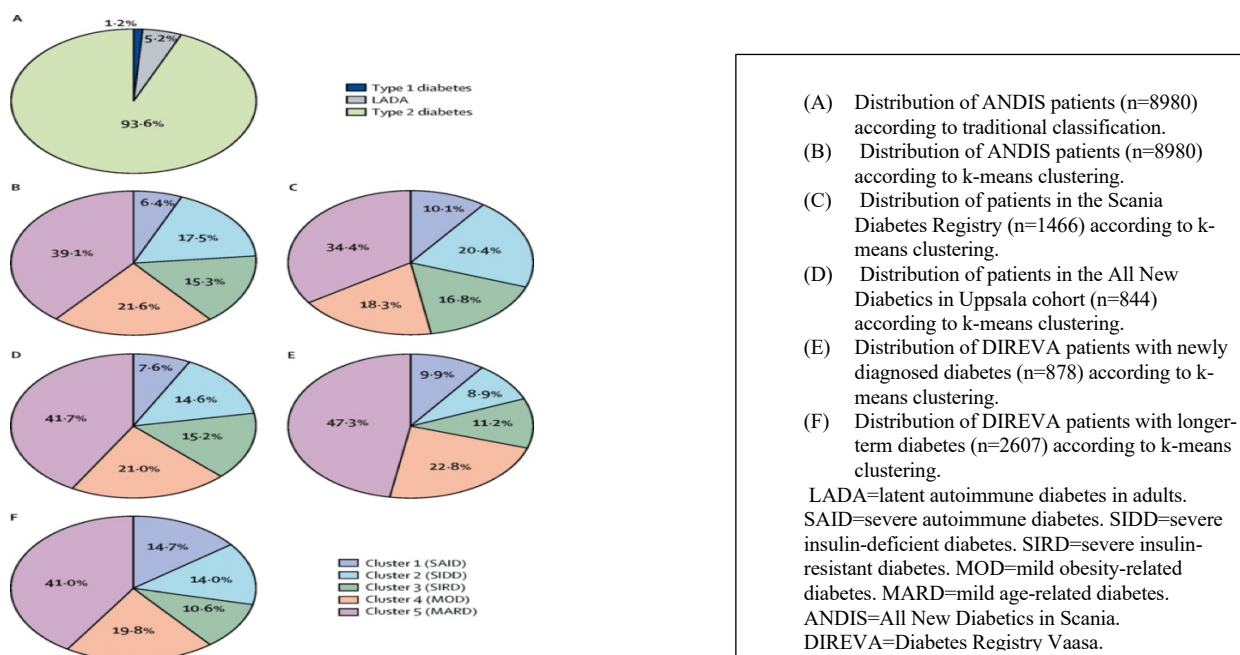 A
1·2%
5·2%
93·6%
Type 1 diabetes
LADA
Type 2 diabetes
B
6·4%
17·5%
15·3%
21·6%
39·1%
C
10·1%
20·4%
16·8%
18·3%
34·4%
D
7·6%
14·6%
15·2%
21·0%
41·7%
E
9·9%
8·9%
11·2%
22·8%
47·3%
F
14·7%
14·0%
10·6%
19·8%
41·0%
Cluster 1 (SAID)
Cluster 2 (SIDD)
Cluster 3 (SIRD)
Cluster 4 (MOD)
Cluster 5 (MARD)
(A) Distribution of ANDIS patients (n=8980)
according to traditional classification.
(B) Distribution of ANDIS patients (n=8980)
according to k-means clustering.
(C) Distribution of patients in the Scania
Diabetes Registry (n=1466) according to k-
means clustering.
(D) Distribution of patients in the All New
Diabetics in Uppsala cohort (n=844)
according to k-means clustering.
(E) Distribution of DIREVA patients with newly
diagnosed diabetes (n=878) according to k-
means clustering.
(F) Distribution of DIREVA patients with longer-
term diabetes (n=2607) according to k-means
clustering.
LADA=latent autoimmune diabetes in adults.
SAID=severe autoimmune diabetes. SIDD=severe
insulin-deficient diabetes. SIRD=severe insulin-
resistant diabetes. MOD=mild obesity-related
diabetes. MARD=mild age-related diabetes.
ANDIS=All New Diabetics in Scania.
DIREVA=Diabetes Registry Vaasa.